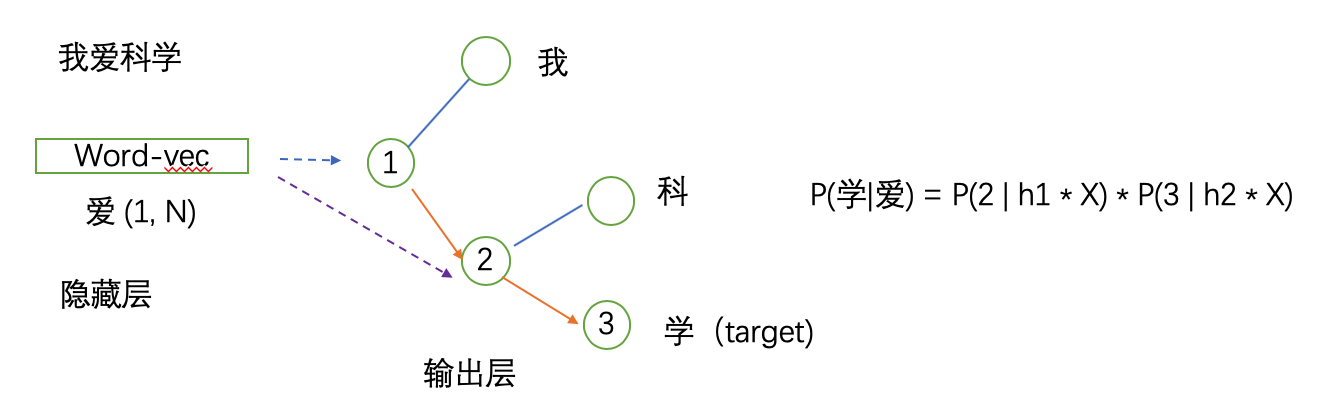 我爱科学
我
Word-vec
1
爱 (1, N)
科
P(学|爱) = P(2 | h1 * X) * P(3 | h2 * X)
2
隐藏层
3
学（target)
输出层